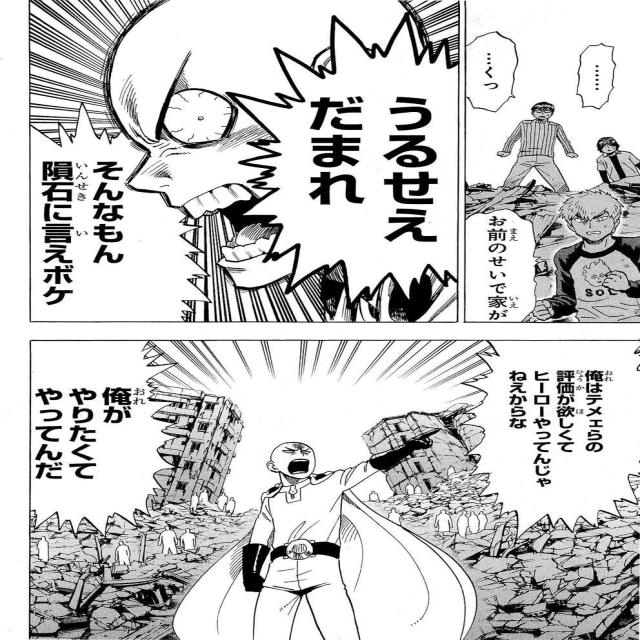 ……
…くっ
お前のせいで家が
うるせえ
だまれ
そんなもん
隕石に言えボケ
俺はテメェらの
評価が欲しくて
ヒーローやってんじゃ
ねえからな
俺が
やりたくて
やってんだ